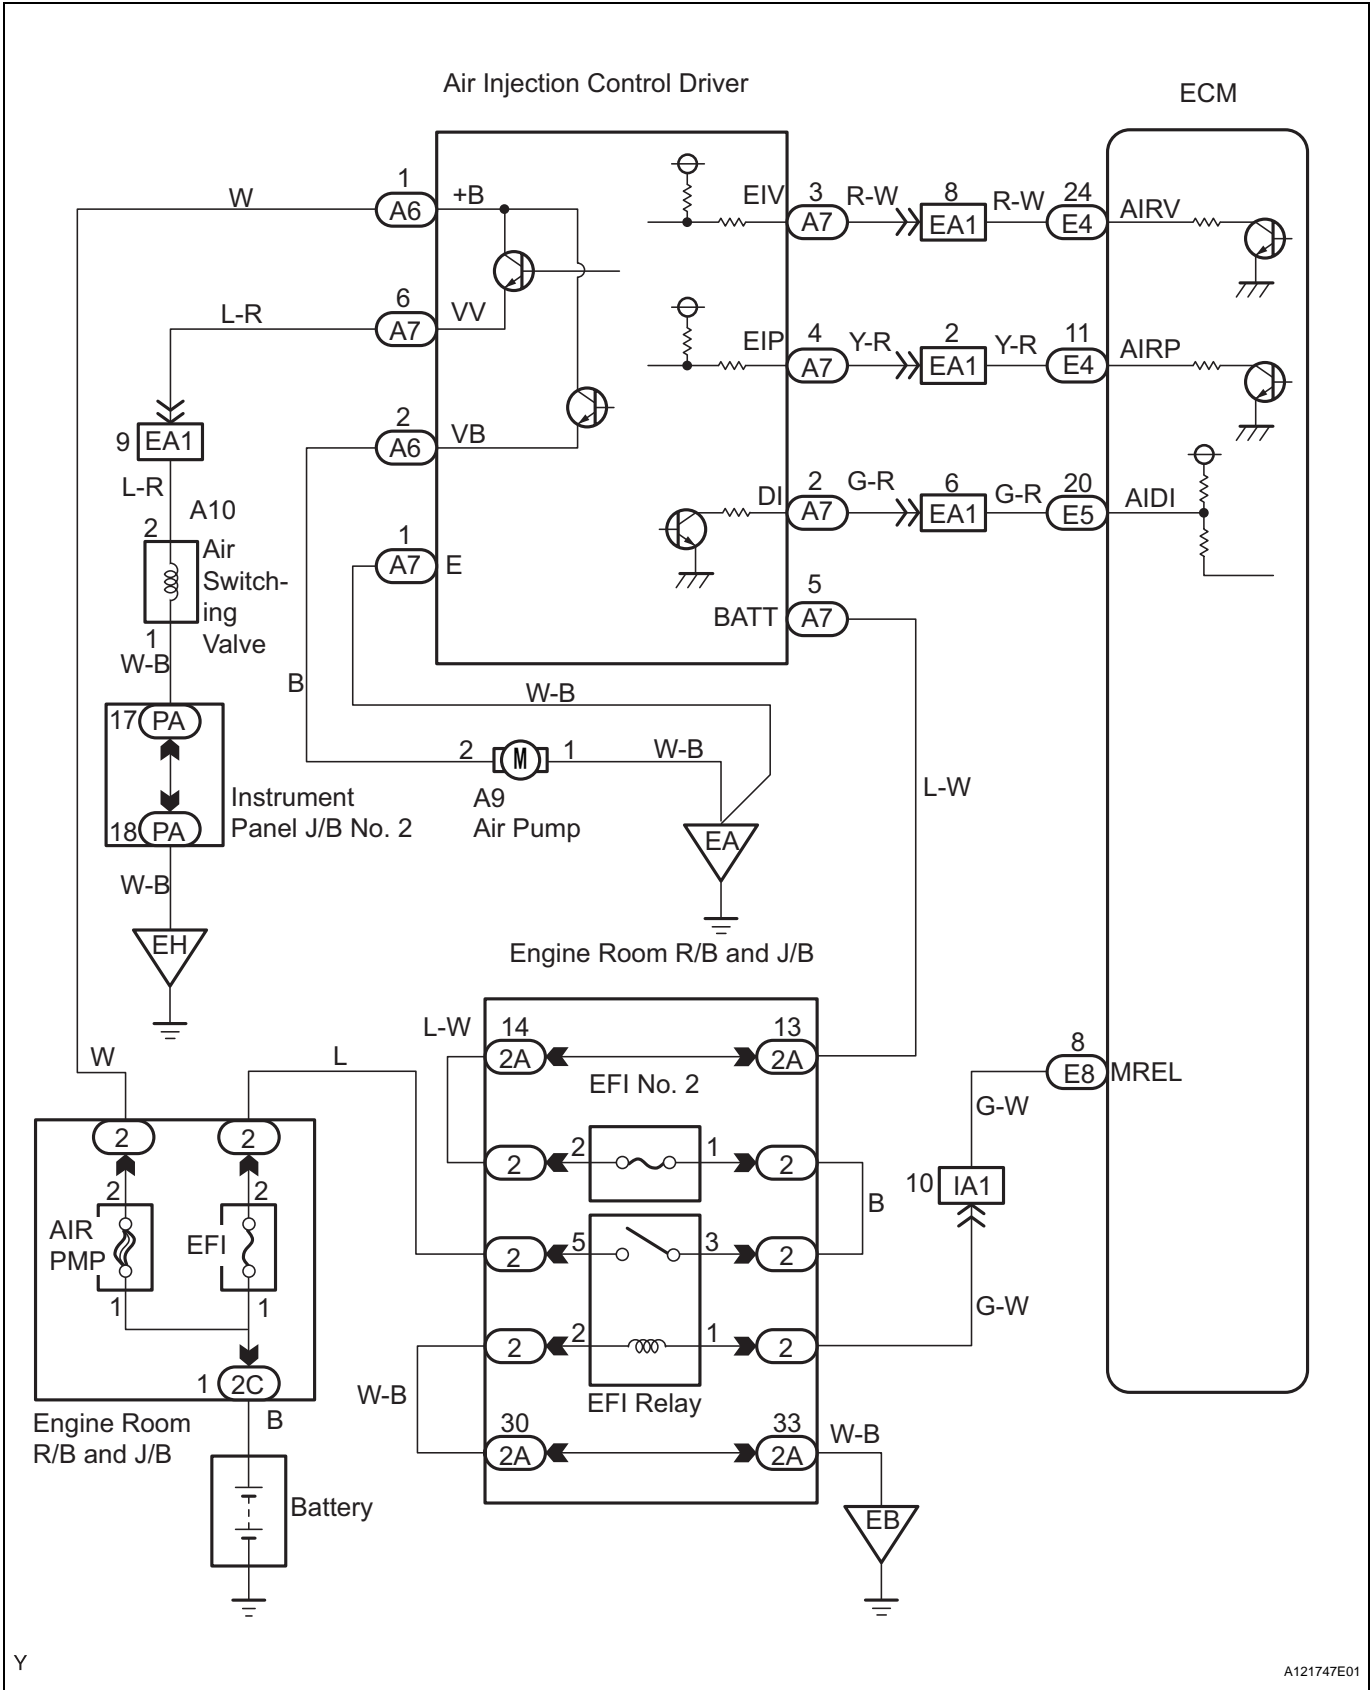 Air Injection Control Driver
ECM
W
1
A6
+B
EIV
3
A7
R-W
8
EA1
R-W
24
E4
AIRV
L-R
6
A7
VV
EIP
4
A7
Y-R
2
EA1
Y-R
11
E4
AIRP
2
A6
VB
9
EA1
L-R
DI
2
A7
G-R
6
EA1
G-R
20
E5
AIDI
A10
2
Air
Switch-
ing
Valve
1
W-B
1
A7
E
5
A7
BATT
B
W-B
17
PA
18
PA
Instrument
Panel J/B No. 2
2
M
1
W-B
A9
Air Pump
L-W
EA
W-B
EH
Engine Room R/B and J/B
L-W
14
2A
13
2A
EFI No. 2
W
L
8
E8
MREL
G-W
2
2
2
2
1
2
B
10
IA1
2
2
AIR
PMP
EFI
1
1
2
5
3
2
G-W
2
2
1
2
EFI Relay
W-B
1
2C
B
Engine Room
R/B and J/B
30
2A
33
2A
W-B
Battery
EB
Y
A121747E01